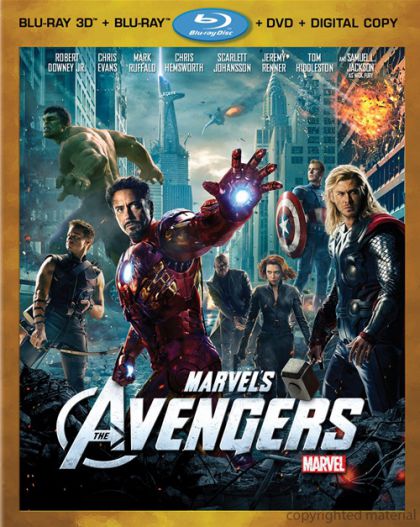 BLU-RAY 3D™ + BLU-RAY™ Blu-ray Disc + DVD + DIGITAL COPY
ROBERT DOWNEY JR.
CHRIS EVANS
MARK RUFFALO
CHRIS HEMSWORTH
SCARLETT JOHANSSON
JEREMY RENNER
TOM HIDDLESTON
AND SAMUEL L. JACKSON
AS NICK FURY
MARVEL'S
THE AVENGERS
MARVEL
copyrighted material